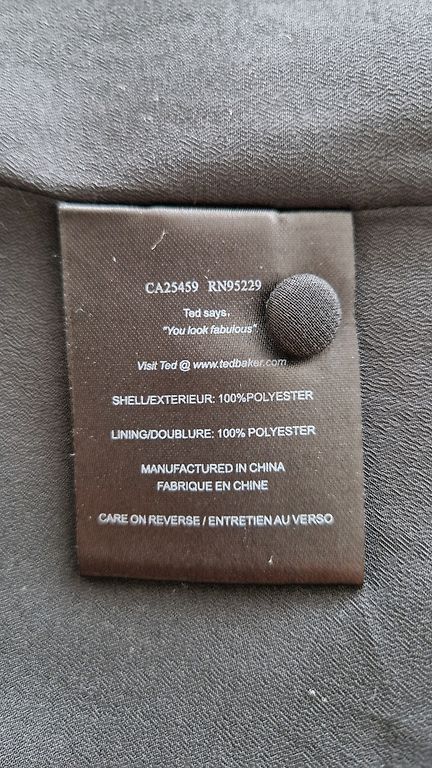 CA25459 RN95229
Ted says,
"You look fabulous"
Visit Ted @ www.tedbaker.com
SHELL/EXTERIEUR: 100%POLYESTER
LINING/DOUBLURE: 100% POLYESTER
MANUFACTURED IN CHINA
FABRIQUE EN CHINE
CARE ON REVERSE / ENTRETIEN AU VERSO